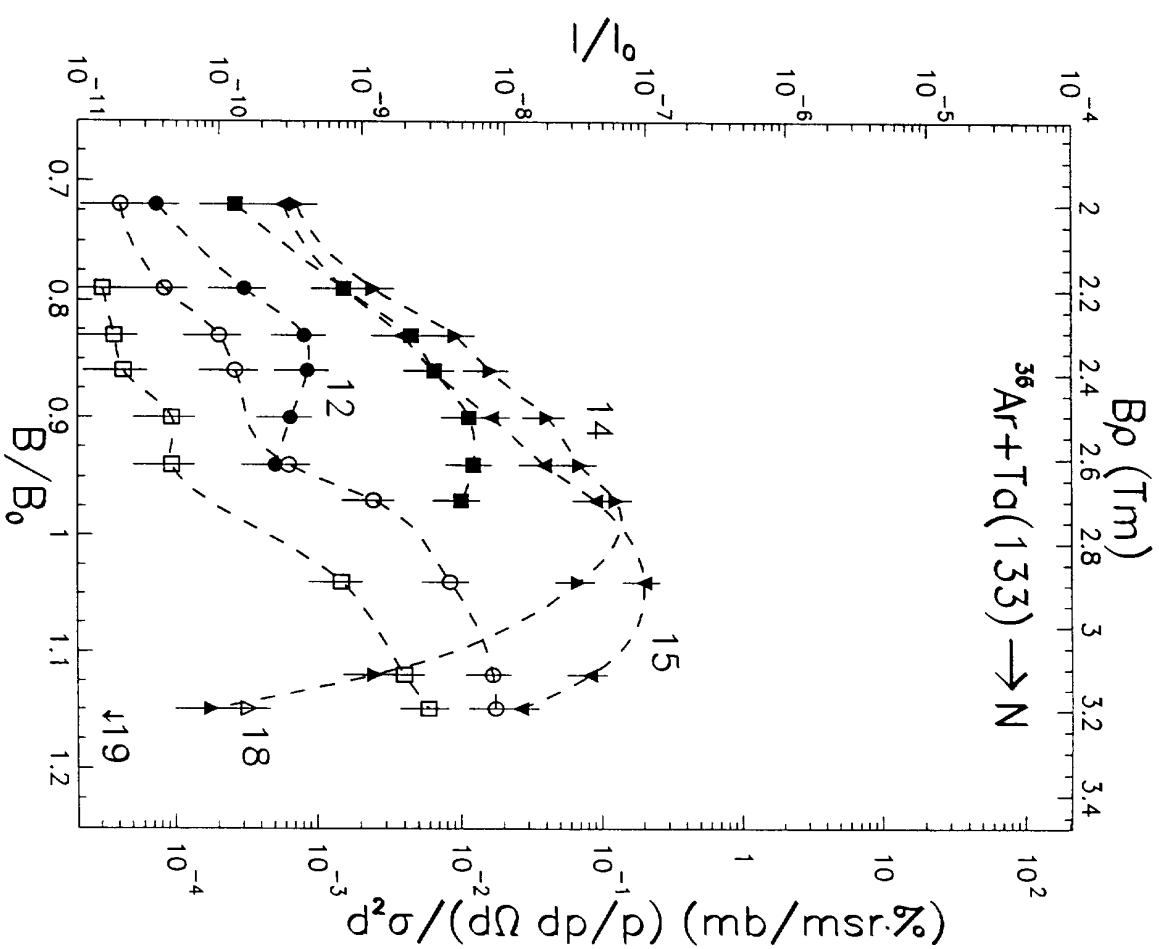 Bρ (Tm)
2 2.2 2.4 2.6 2.8 3 3.2 3.4
I/I₀
10⁻⁴
10⁻⁵
10⁻⁶
10⁻⁷
10⁻⁸
10⁻⁹
10⁻¹⁰
10⁻¹¹
³⁶Ar+Ta(133)→N
15
14
12
18
↓19
10²
10
1
10⁻¹
10⁻²
10⁻³
10⁻⁴
d²σ/(dΩ dp/p) (mb/msr·%)
0.7 0.8 0.9 1 1.1 1.2
B/B₀